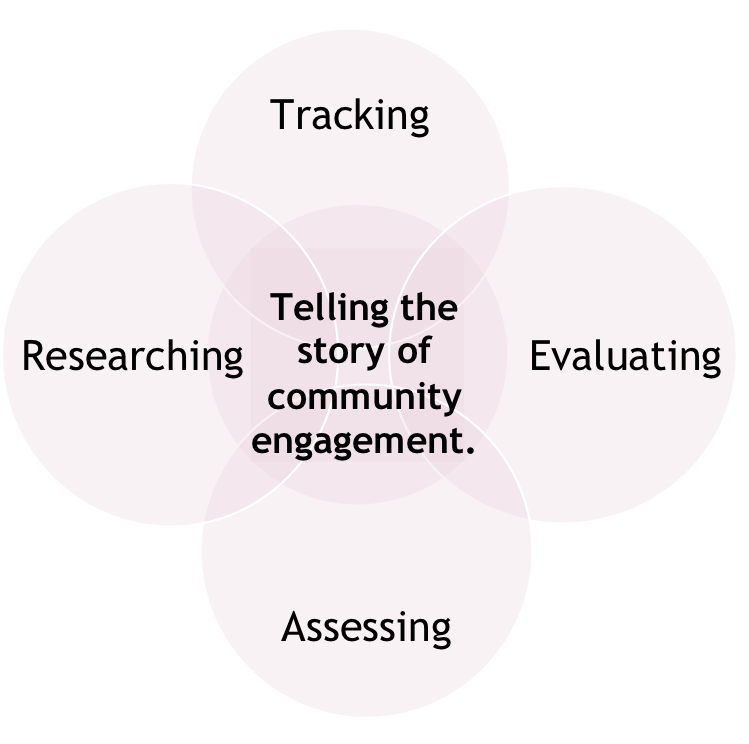 Tracking
Researching
Telling the
story of
community
engagement.
Evaluating
Assessing